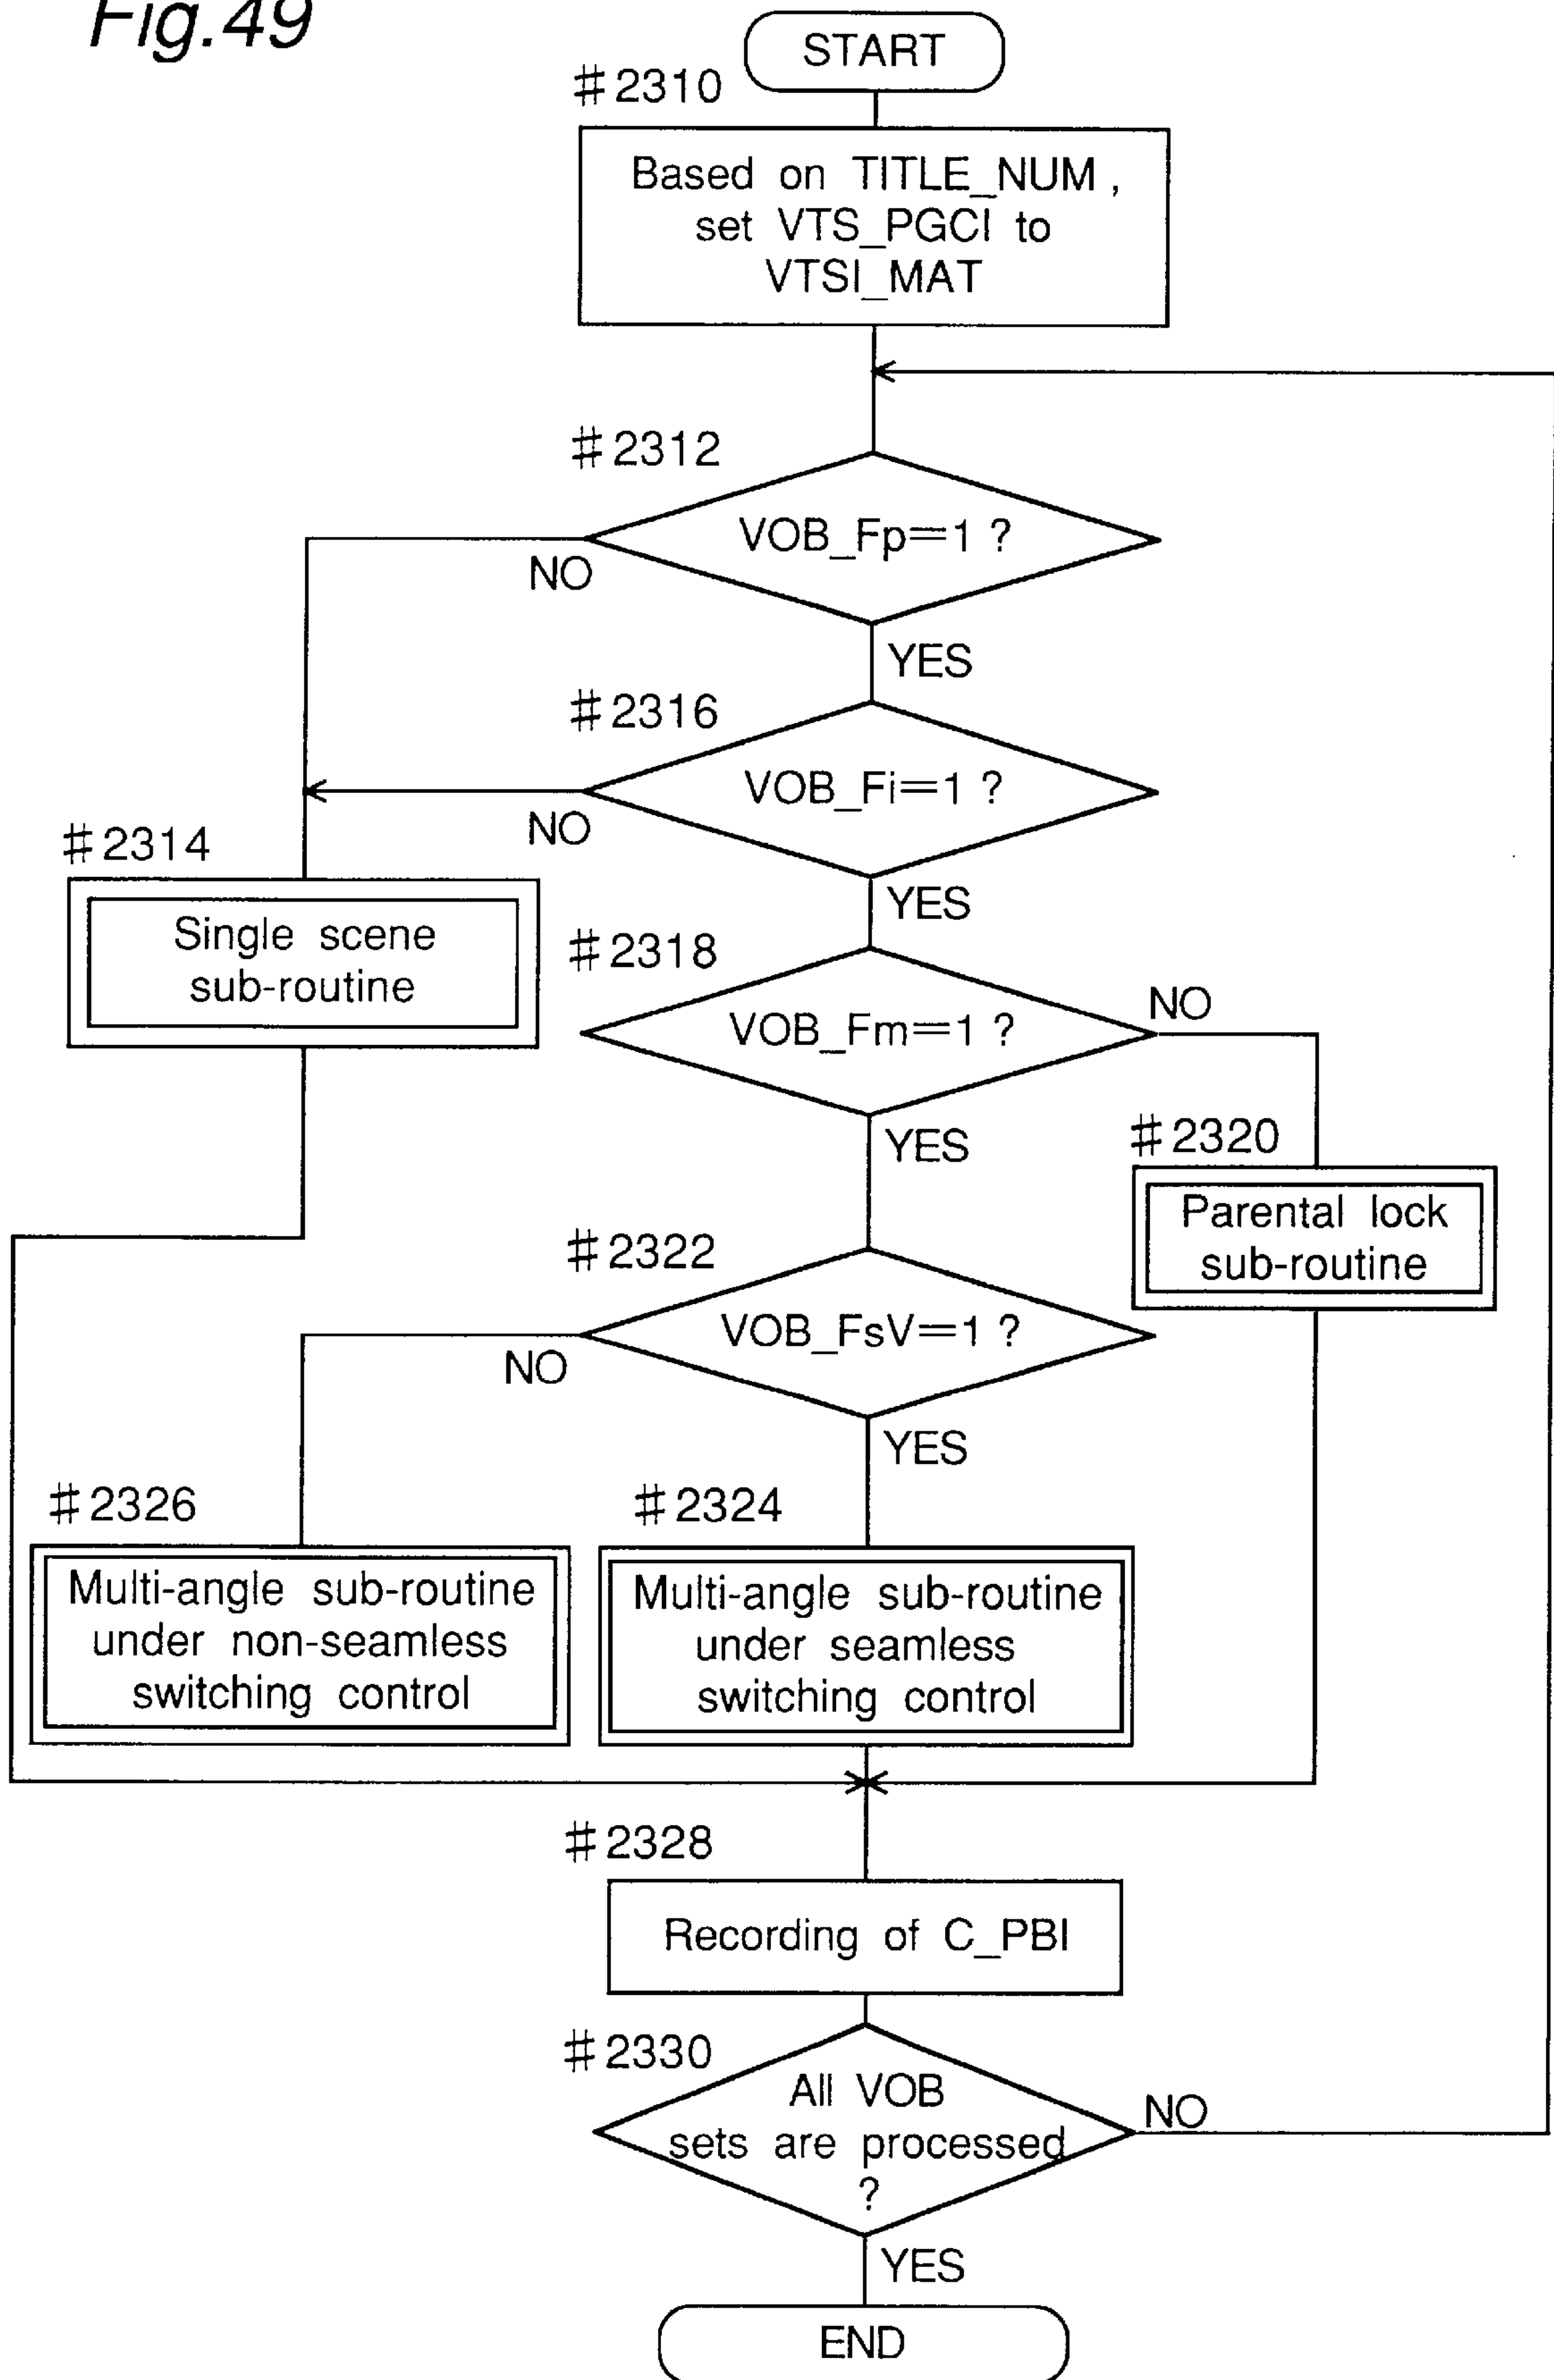 Fig.49
START
#2310
Based on TITLE_NUM ,
set VTS_PGCI to
VTSI_MAT
#2312
VOB_Fp=1 ?
NO
YES
#2316
VOB_Fi=1 ?
NO
YES
#2314
Single scene
sub-routine
#2318
VOB_Fm=1 ?
NO
YES
#2320
Parental lock
sub-routine
#2322
VOB_FsV=1 ?
NO
YES
#2326
Multi-angle sub-routine
under non-seamless
switching control
#2324
Multi-angle sub-routine
under seamless
switching control
#2328
Recording of C_PBI
#2330
All VOB
sets are processed
?
NO
YES
END